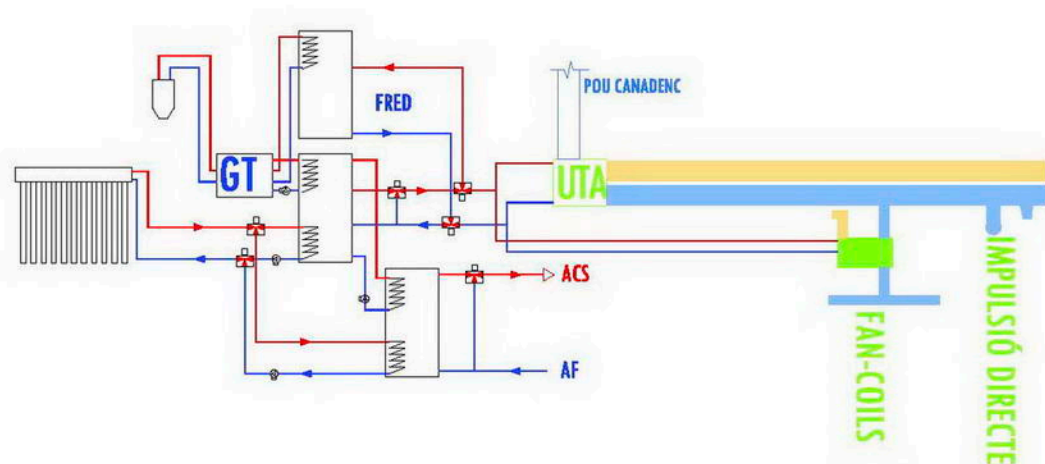 POU CANADENC
FRED
GT
UTA
ACS
AF
FAN-COILS
IMPULSIÓ DIRECTE